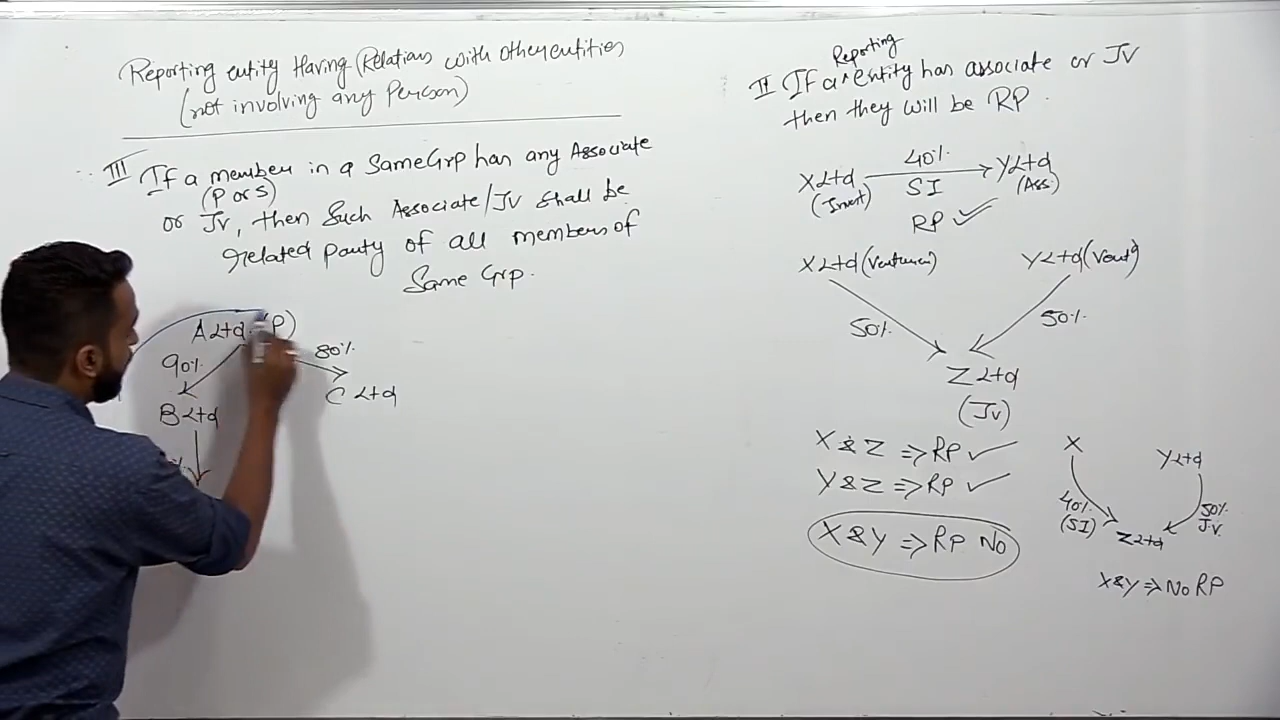 Reporting entity Having Relations with other entities
(not involving any Person)
III If a member in a Same Grp has any Associate
(P or S)
or Jv, then Such Associate/JV shall be
related party of all members of
Same Grp.
A Ltd. (P)
90%
80%
B Ltd
C Ltd
%
Reporting
II If a ^ entity has associate or JV
then they will be RP.
X Ltd 40% Y Ltd
(Invest) SI (Ass.)
RP ✓
X Ltd (Venturer) Y Ltd (Vent)
50% 50%
Z Ltd
(Jv)
X & Z => RP ✓
Y & Z => RP ✓
X & Y => RP No
X Y Ltd
40% 50%
(SI) J.V.
Z Ltd
X & Y => No RP